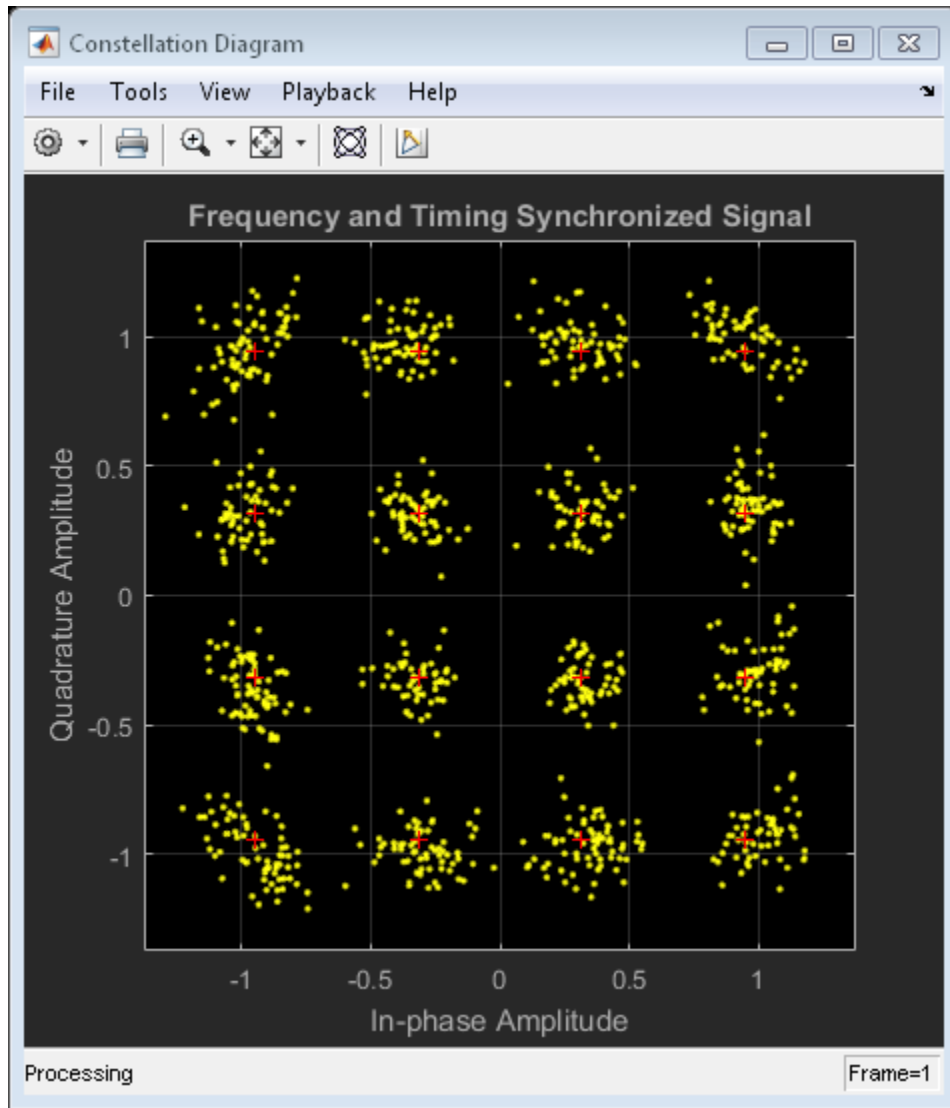 Constellation Diagram
File Tools View Playback Help
Frequency and Timing Synchronized Signal
1
0.5
0
-0.5
-1
Quadrature Amplitude
-1 -0.5 0 0.5 1
In-phase Amplitude
Processing Frame=1